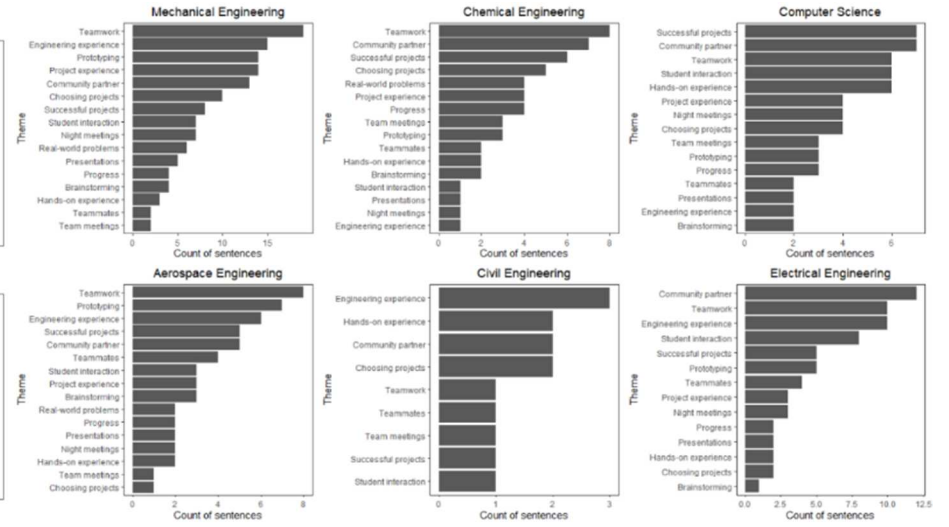 Mechanical Engineering
Theme
Teamwork
Engineering experience
Prototyping
Project experience
Community partner
Choosing projects
Successful projects
Student interaction
Night meetings
Real-world problems
Presentations
Progress
Brainstorming
Hands-on experience
Teammates
Team meetings
0 5 10 15
Count of sentences
Chemical Engineering
Theme
Teamwork
Community partner
Successful projects
Choosing projects
Real-world problems
Project experience
Progress
Team meetings
Prototyping
Teammates
Hands-on experience
Brainstorming
Student interaction
Presentations
Night meetings
Engineering experience
0 2 4 6 8
Count of sentences
Computer Science
Theme
Successful projects
Community partner
Teamwork
Student interaction
Hands-on experience
Project experience
Night meetings
Choosing projects
Team meetings
Prototyping
Progress
Teammates
Presentations
Engineering experience
Brainstorming
0 2 4 6
Count of sentences
Aerospace Engineering
Theme
Teamwork
Prototyping
Engineering experience
Successful projects
Community partner
Teammates
Student interaction
Project experience
Brainstorming
Real-world problems
Progress
Presentations
Night meetings
Hands-on experience
Team meetings
Choosing projects
0 2 4 6 8
Count of sentences
Civil Engineering
Theme
Engineering experience
Hands-on experience
Community partner
Choosing projects
Teamwork
Teammates
Team meetings
Successful projects
Student interaction
0 1 2 3
Count of sentences
Electrical Engineering
Theme
Community partner
Teamwork
Engineering experience
Student interaction
Successful projects
Prototyping
Teammates
Project experience
Night meetings
Progress
Presentations
Hands-on experience
Choosing projects
Brainstorming
0.0 2.5 5.0 7.5 10.0 12.5
Count of sentences